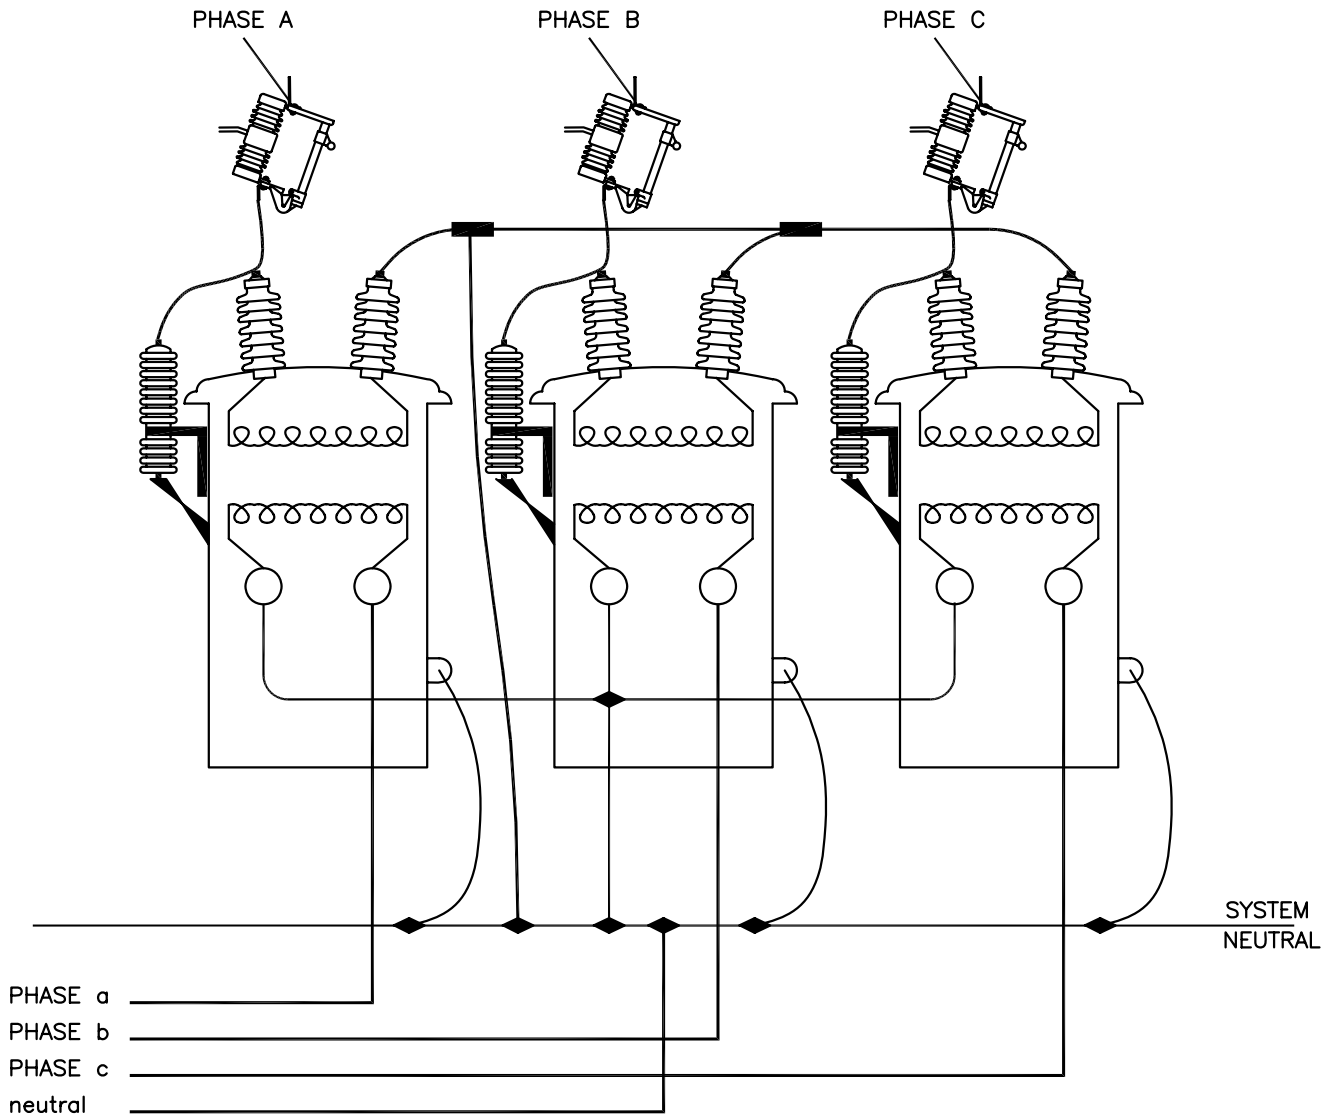 PHASE A
PHASE B
PHASE C
SYSTEM
NEUTRAL
PHASE a
PHASE b
PHASE c
neutral